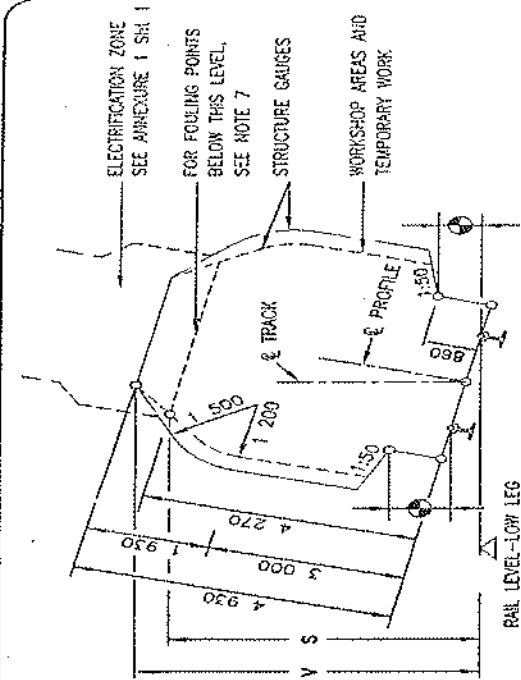 ELECTRIFICATION ZONE
SEE ANNEXURE 1 SH. 1
FOR FOULING POINTS
BELOW THIS LEVEL,
SEE NOTE 7
STRUCTURE GAUGES
WORKSHOP AREAS AND
TEMPORARY WORK
℄ TRACK
℄ PROFILE
1 500
1 200
1:50
1:50
860
4 270
1 930
3 000
4 930
S
V
RAIL LEVEL-LOW LEG